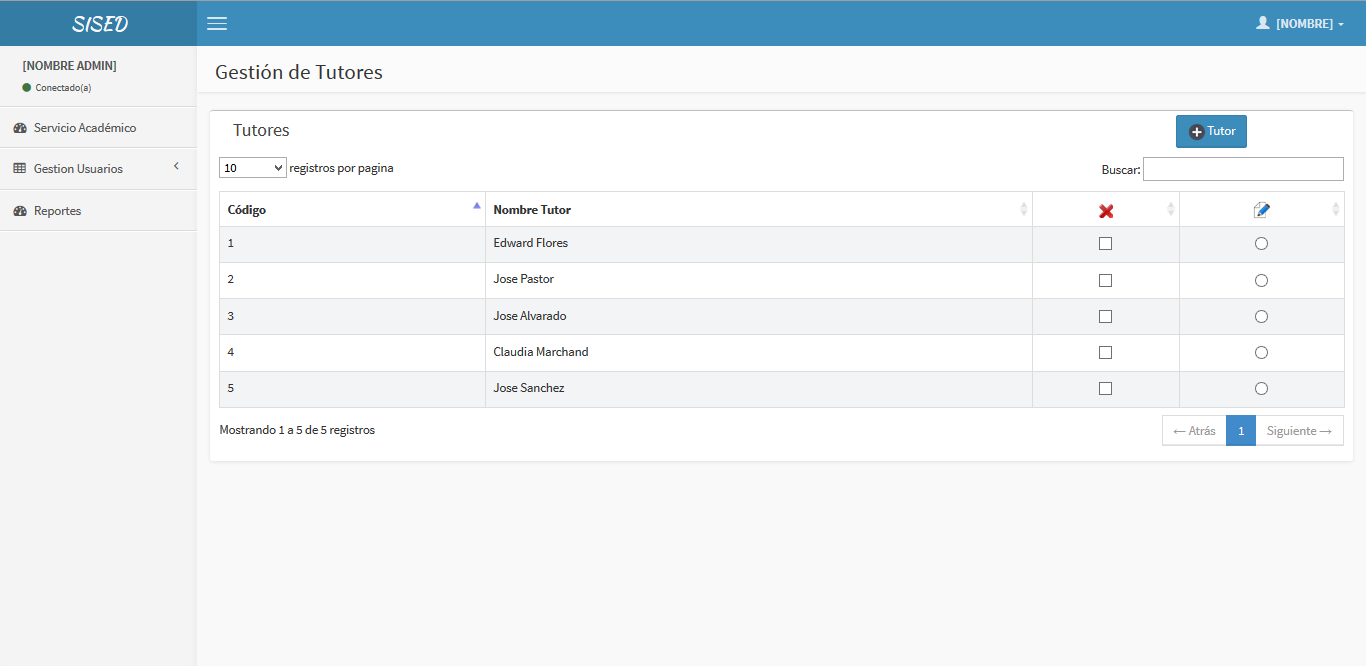 SISED
[NOMBRE]
[NOMBRE ADMIN]
Conectado(a)
Servicio Académico
Gestion Usuarios
Reportes
Gestión de Tutores
Tutores
Tutor
10 registros por pagina
Buscar:
Código Nombre Tutor
1 Edward Flores
2 Jose Pastor
3 Jose Alvarado
4 Claudia Marchand
5 Jose Sanchez
Mostrando 1 a 5 de 5 registros
← Atrás 1 Siguiente →